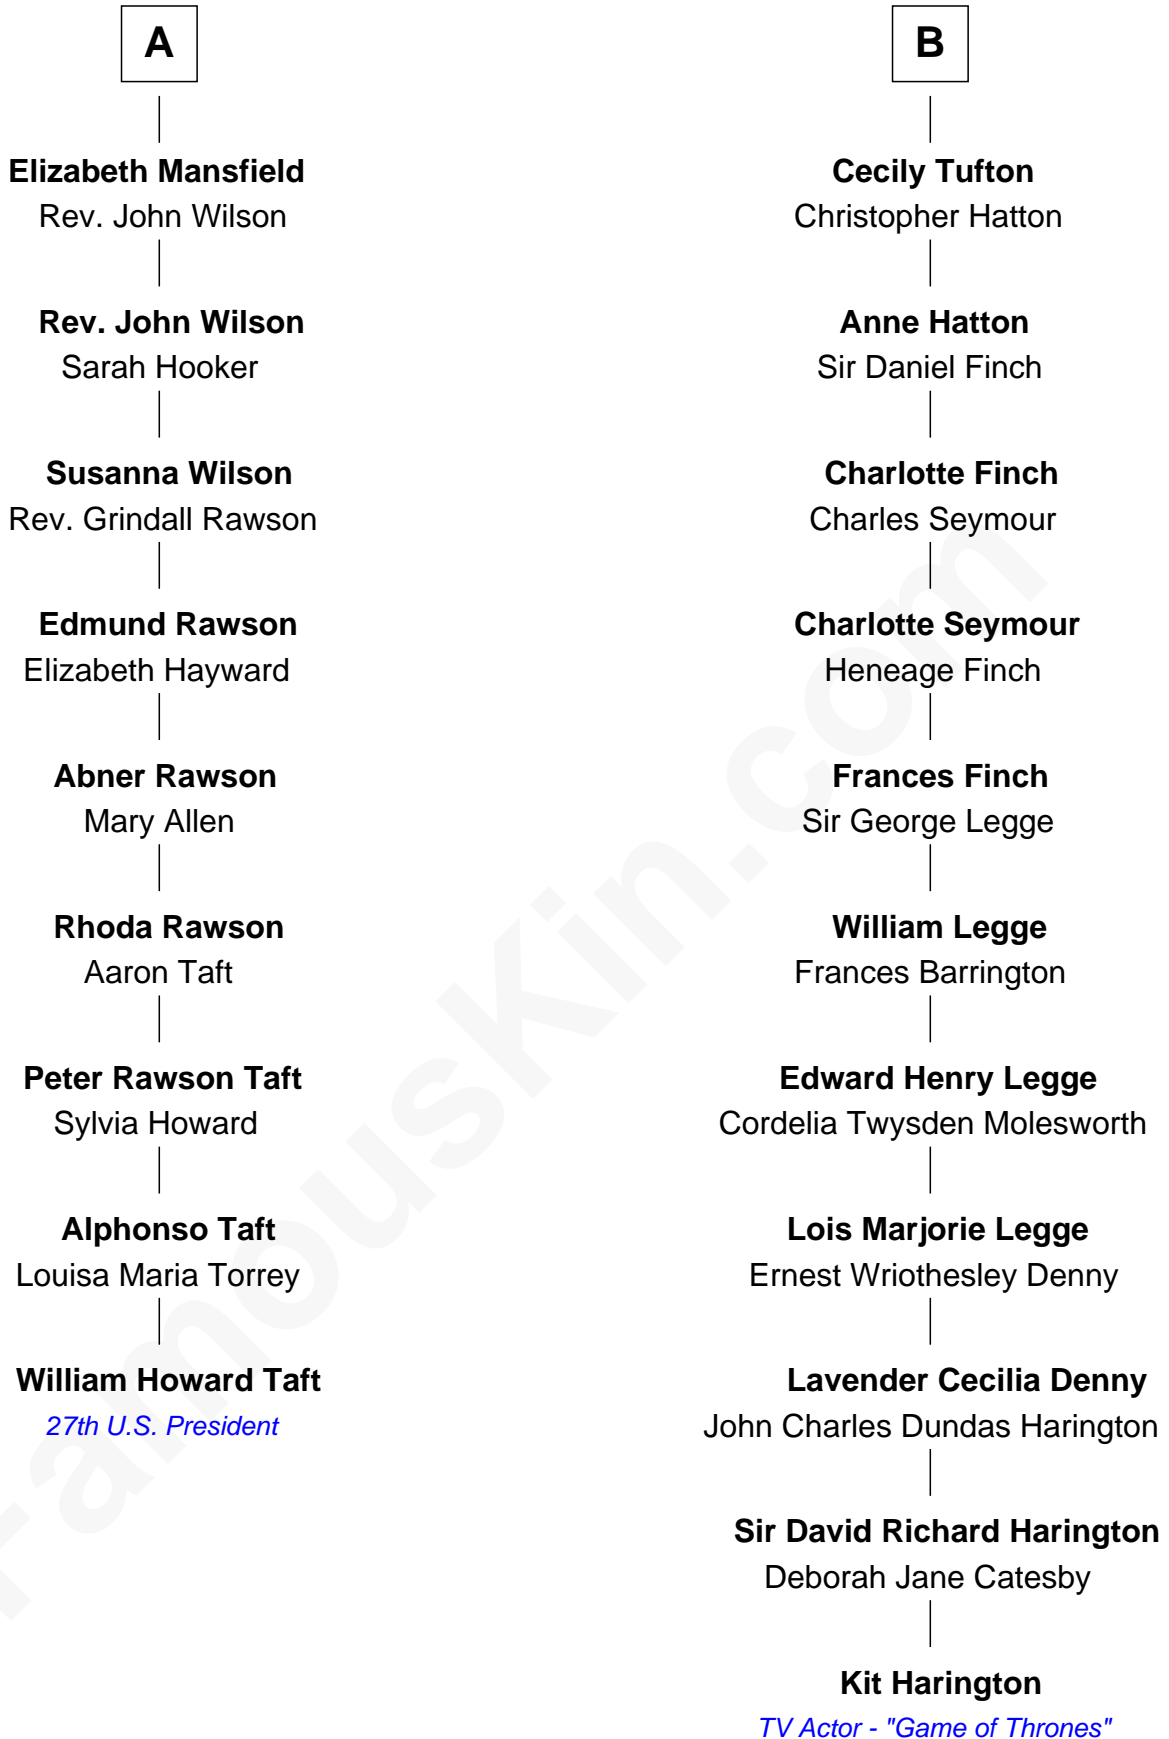 A
Elizabeth Mansfield
Rev. John Wilson
Rev. John Wilson
Sarah Hooker
Susanna Wilson
Rev. Grindall Rawson
Edmund Rawson
Elizabeth Hayward
Abner Rawson
Mary Allen
Rhoda Rawson
Aaron Taft
Peter Rawson Taft
Sylvia Howard
Alphonso Taft
Louisa Maria Torrey
William Howard Taft
27th U.S. President
B
Cecily Tufton
Christopher Hatton
Anne Hatton
Sir Daniel Finch
Charlotte Finch
Charles Seymour
Charlotte Seymour
Heneage Finch
Frances Finch
Sir George Legge
William Legge
Frances Barrington
Edward Henry Legge
Cordelia Twysden Molesworth
Lois Marjorie Legge
Ernest Wriothesley Denny
Lavender Cecilia Denny
John Charles Dundas Harington
Sir David Richard Harington
Deborah Jane Catesby
Kit Harington
TV Actor - "Game of Thrones"
FamousKin.com